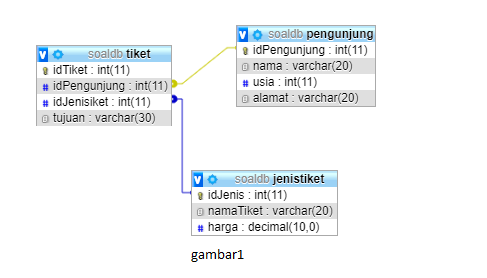 soaldb tiket
idTiket : int(11)
idPengunjung : int(11)
idJenisiket : int(11)
tujuan : varchar(30)
soaldb pengunjung
idPengunjung : int(11)
nama : varchar(20)
usia : int(11)
alamat : varchar(20)
soaldb jenistiket
idJenis : int(11)
namaTiket : varchar(20)
harga : decimal(10,0)
gambar1